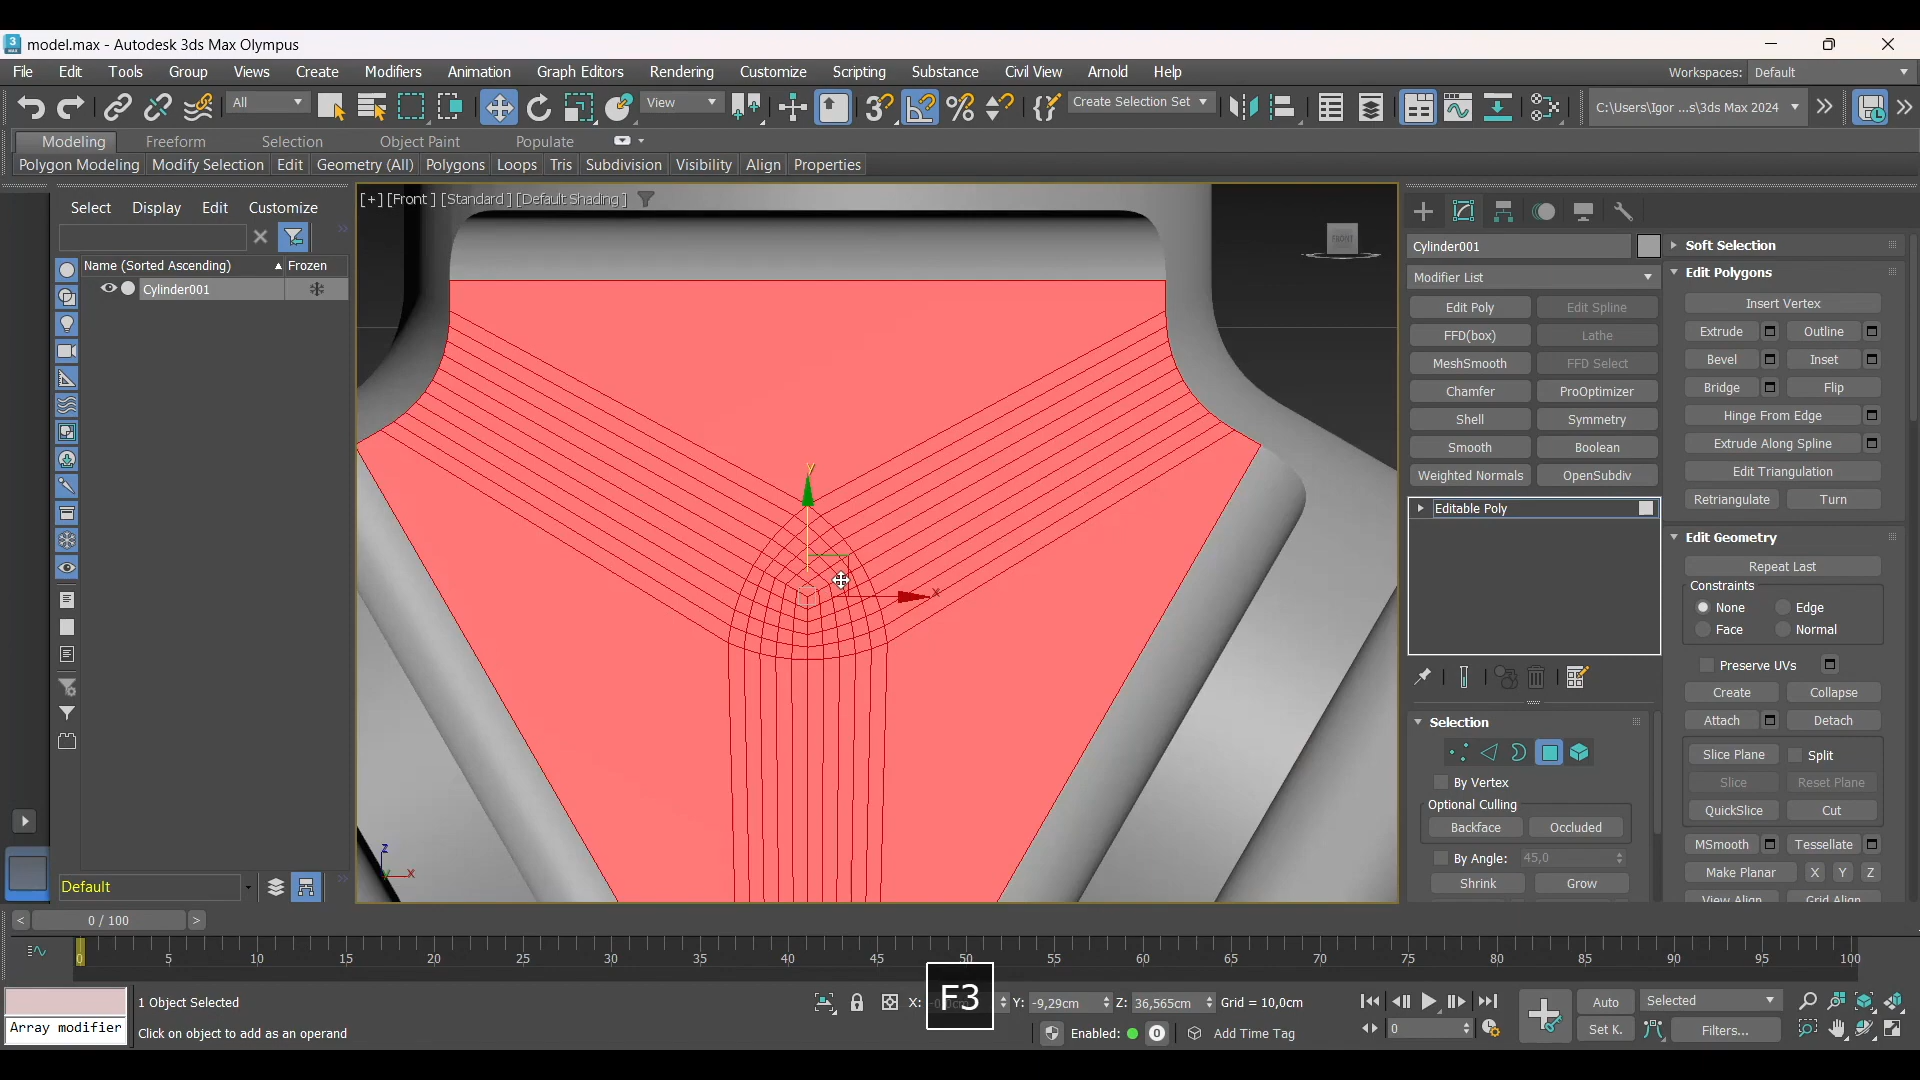 model.max - Autodesk 3ds Max Olympus
File Edit Tools Group Views Create Modifiers Animation Graph Editors Rendering Customize Scripting Substance Civil View Arnold Help
Workspaces: Default
All View Create Selection Set C:\Users\Igor ...s\3ds Max 2024
Modeling Freeform Selection Object Paint Populate
Polygon Modeling Modify Selection Edit Geometry (All) Polygons Loops Tris Subdivision Visibility Align Properties
Select Display Edit Customize
Name (Sorted Ascending) Frozen
Cylinder001
Default
[+] [Front ] [Standard ] [Default Shading ]
FRONT
y
x
z
x
Cylinder001
Modifier List
Edit Poly Edit Spline
FFD(box) Lathe
MeshSmooth FFD Select
Chamfer ProOptimizer
Shell Symmetry
Smooth Boolean
Weighted Normals OpenSubdiv
Editable Poly
Selection
By Vertex
Optional Culling
Backface Occluded
By Angle: 45,0
Shrink Grow
Soft Selection
Edit Polygons
Insert Vertex
Extrude Outline
Bevel Inset
Bridge Flip
Hinge From Edge
Extrude Along Spline
Edit Triangulation
Retriangulate Turn
Edit Geometry
Repeat Last
Constraints
None Edge
Face Normal
Preserve UVs
Create Collapse
Attach Detach
Slice Plane Split
Slice Reset Plane
QuickSlice Cut
MSmooth Tessellate
Make Planar X Y Z
View Align Grid Align
< 0 / 100 >
0 5 10 15 20 25 30 35 40 45 50 55 60 65 70 75 80 85 90 95 100
Array modifier
1 Object Selected
Click on object to add as an operand
F3
X: Y: -9,29cm Z: 36,565cm Grid = 10,0cm
Enabled: 0 Add Time Tag
0
Auto Selected
Set K. Filters...